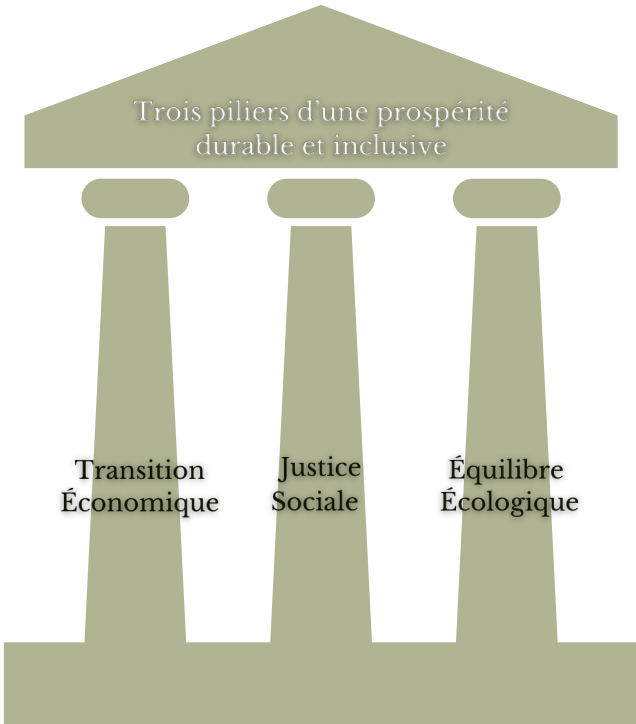 Trois piliers d'une prospérité
durable et inclusive
Transition
Économique
Justice
Sociale
Équilibre
Écologique